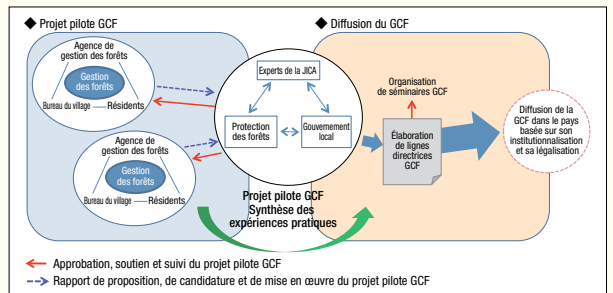 ◆ Projet pilote GCF
◆ Diffusion du GCF
Agence de
gestion des forêts
Gestion
des forêts
Bureau du village
Résidents
Agence de
gestion des forêts
Gestion
des forêts
Bureau du village
Résidents
Experts de la JICA
Protection
des forêts
Gouvernement
local
Projet pilote GCF
Synthèse des
expériences pratiques
Organisation
de séminaires GCF
Élaboration
de lignes
directrices
GCF
Diffusion de la
GCF dans le pays
basée sur son
institutionnalisation
et sa légalisation
Approbation, soutien et suivi du projet pilote GCF
Rapport de proposition, de candidature et de mise en œuvre du projet pilote GCF